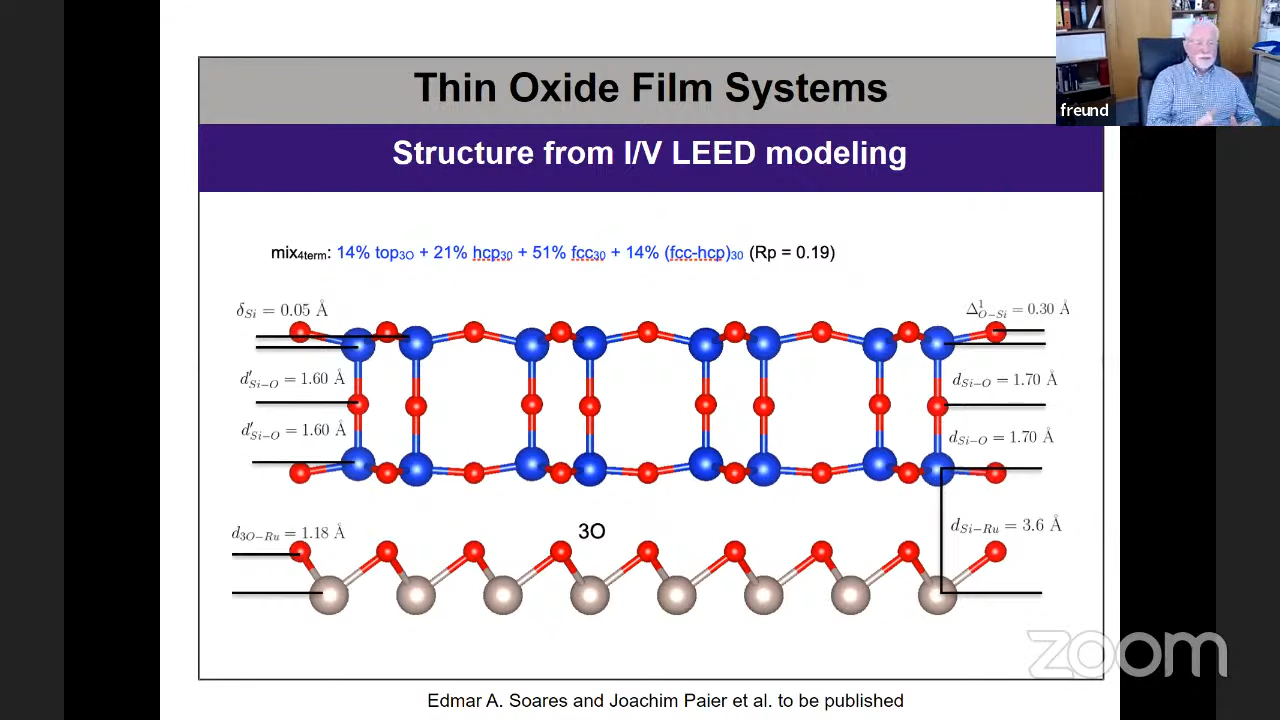 freund
Thin Oxide Film Systems
Structure from I/V LEED modeling
mix4term: 14% top3O + 21% hcp30 + 51% fcc30 + 14% (fcc-hcp)30 (Rp = 0.19)
δSi = 0.05 Å
Δ¹O−Si = 0.30 Å
d′Si−O = 1.60 Å
dSi−O = 1.70 Å
d′Si−O = 1.60 Å
dSi−O = 1.70 Å
d3O−Ru = 1.18 Å
3O
dSi−Ru = 3.6 Å
zoom
Edmar A. Soares and Joachim Paier et al. to be published